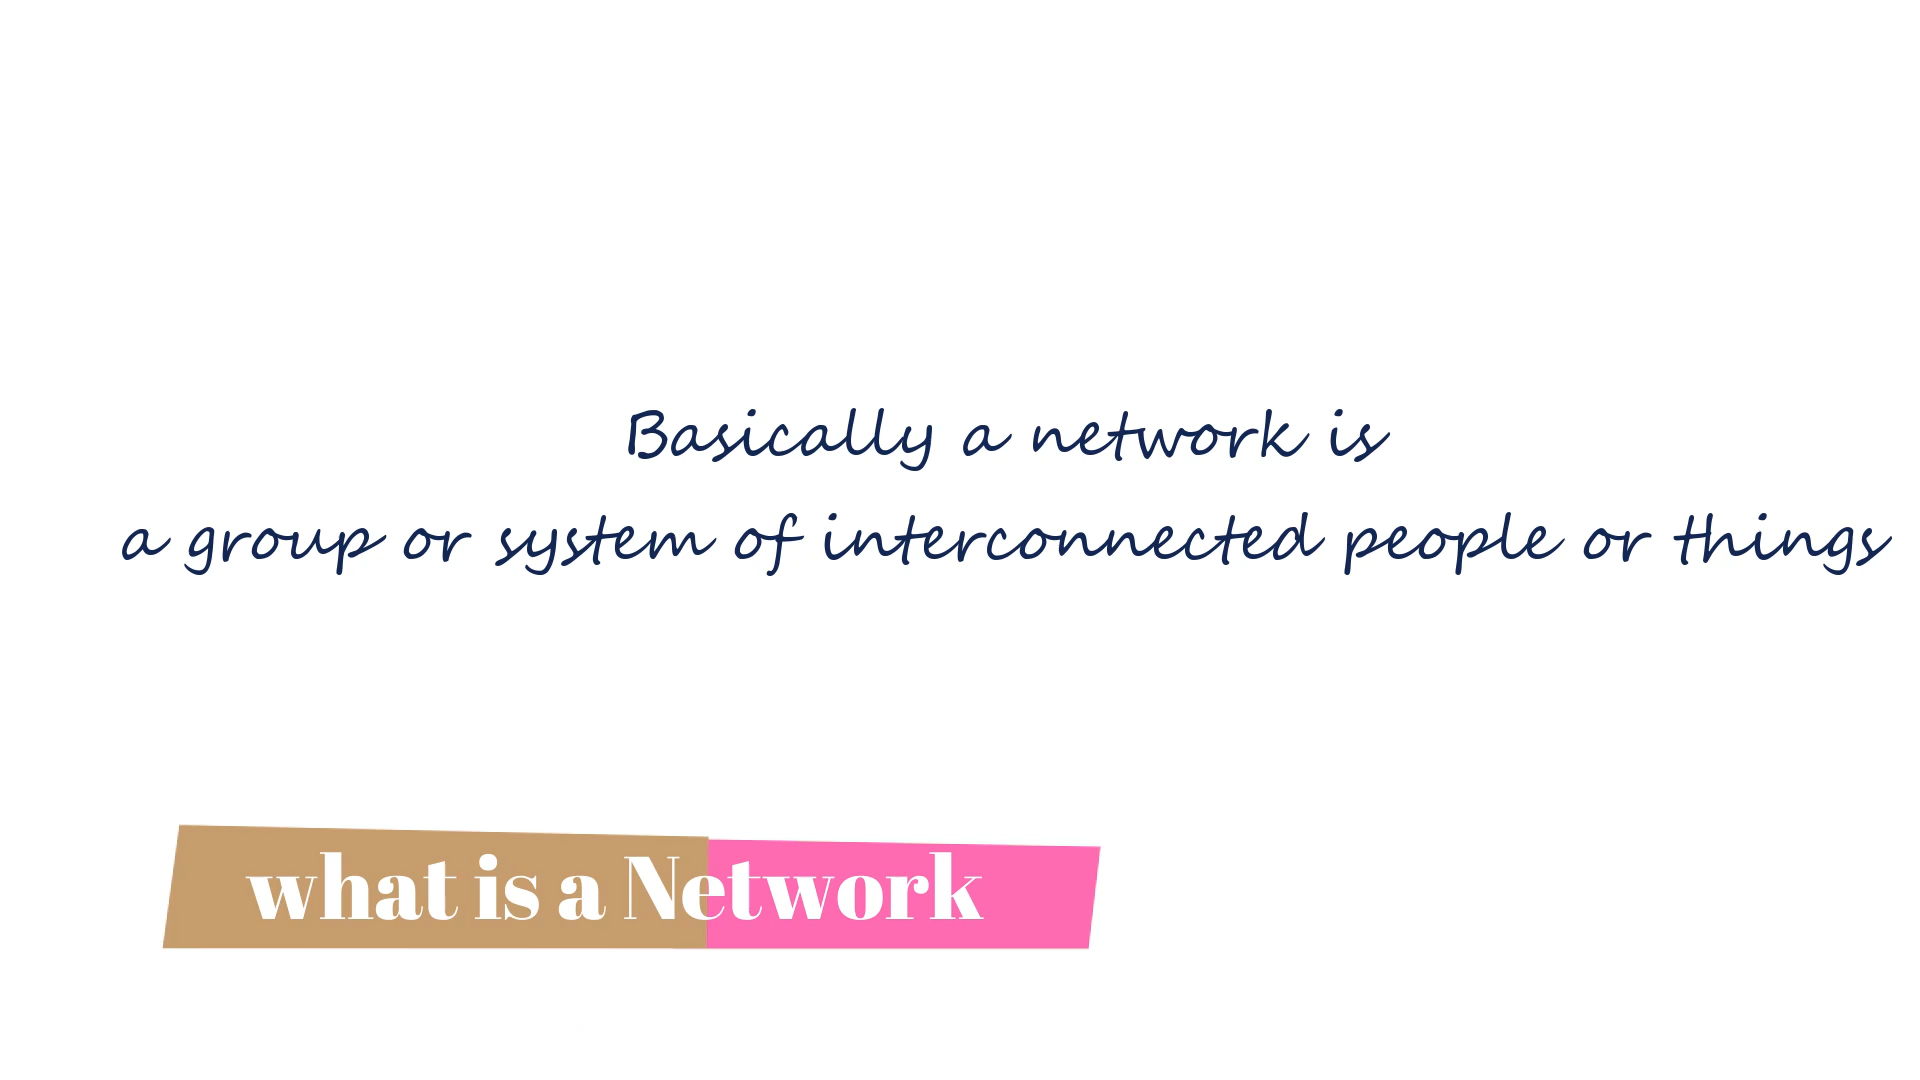 Basically a network is
a group or system of interconnected people or things
what is a Network